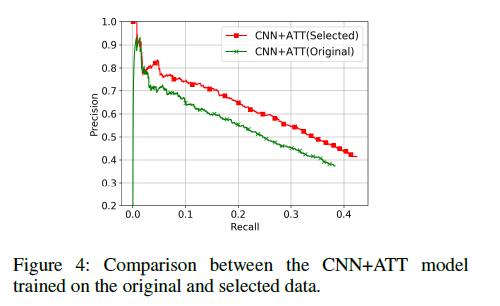 CNN+ATT(Selected)
CNN+ATT(Original)
Precision
1.0
0.9
0.8
0.7
0.6
0.5
0.4
0.3
0.2
0.0 0.1 0.2 0.3 0.4
Recall
Figure 4: Comparison between the CNN+ATT model
trained on the original and selected data.